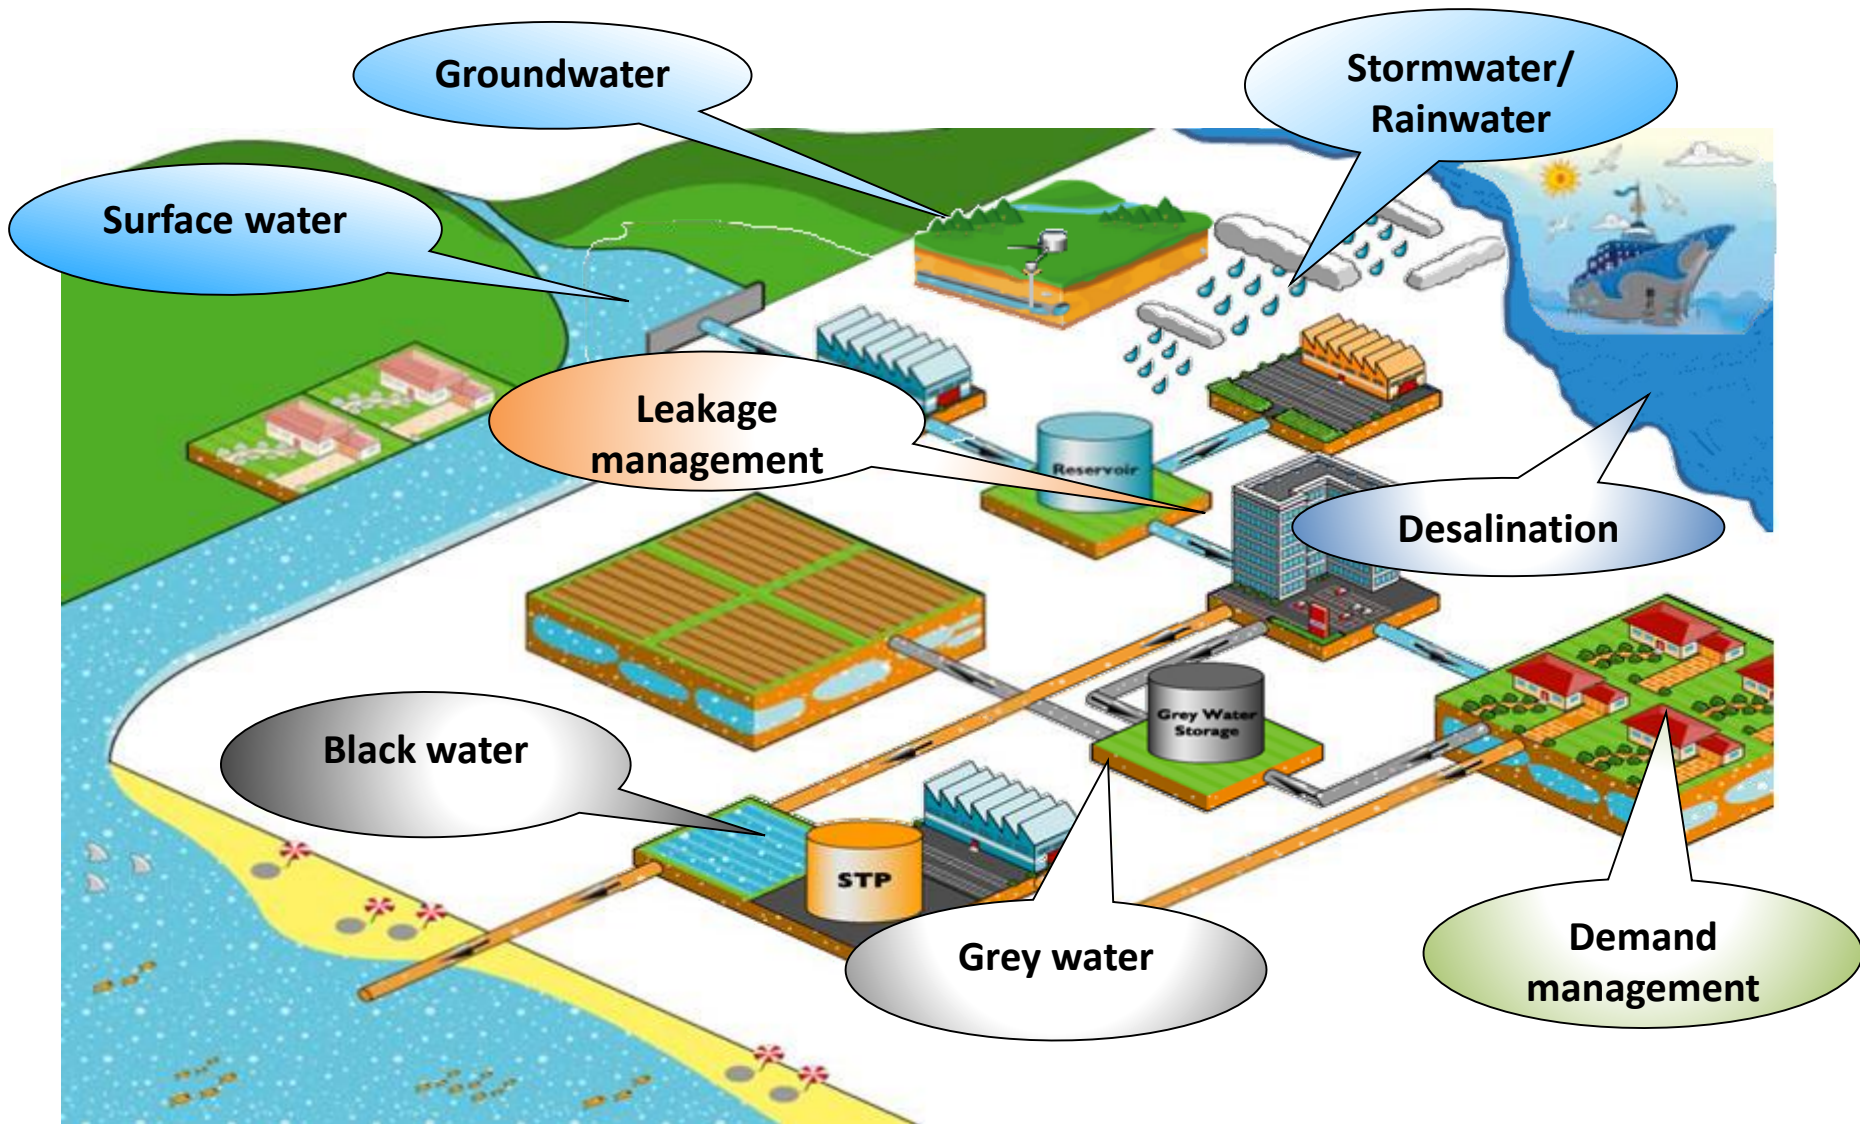 Groundwater
Stormwater/
Rainwater
Surface water
Leakage
management
Reservoir
Desalination
Grey Water
Storage
Black water
STP
Grey water
Demand
management